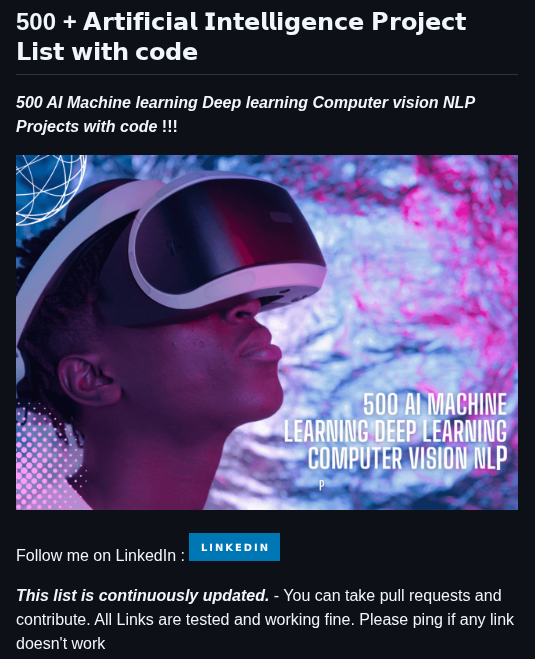 500 + 𝗔𝗿𝘁𝗶𝗳𝗶𝗰𝗶𝗮𝗹 𝗜𝗻𝘁𝗲𝗹𝗹𝗶𝗴𝗲𝗻𝗰𝗲 𝗣𝗿𝗼𝗷𝗲𝗰𝘁
𝗟𝗶𝘀𝘁 𝘄𝗶𝘁𝗵 𝗰𝗼𝗱𝗲
500 AI Machine learning Deep learning Computer vision NLP
Projects with code !!!
500 AI MACHINE
LEARNING DEEP LEARNING
COMPUTER VISION NLP
P
Follow me on LinkedIn : LINKEDIN
This list is continuously updated. - You can take pull requests and
contribute. All Links are tested and working fine. Please ping if any link
doesn't work